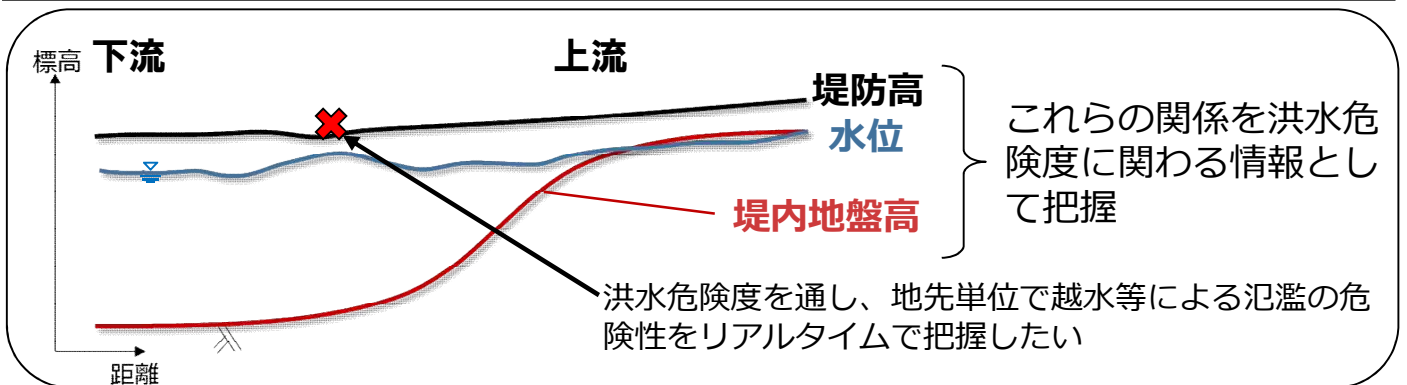 標高
下流
上流
堤防高
水位
堤内地盤高
これらの関係を洪水危
険度に関わる情報とし
て把握
洪水危険度を通し、地先単位で越水等による氾濫の危
険性をリアルタイムで把握したい
距離